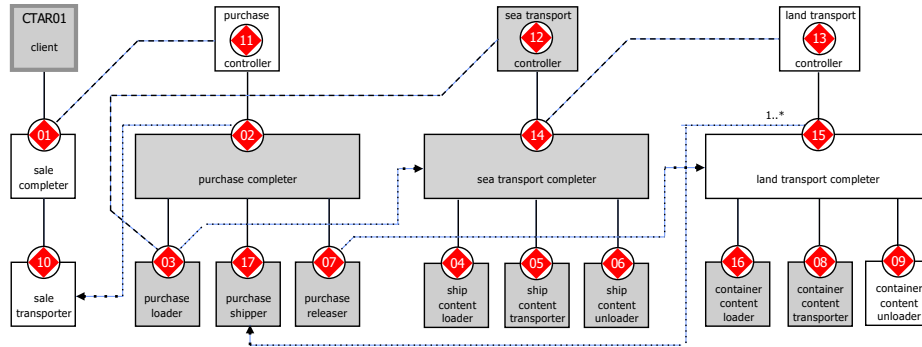 CTAR01
client
purchase
11
controller
sea transport
12
controller
land transport
13
controller
01
sale
completer
02
purchase completer
14
sea transport completer
1..*
15
land transport completer
10
sale
transporter
03
purchase
loader
17
purchase
shipper
07
purchase
releaser
04
ship
content
loader
05
ship
content
transporter
06
ship
content
unloader
16
container
content
loader
08
container
content
transporter
09
container
content
unloader